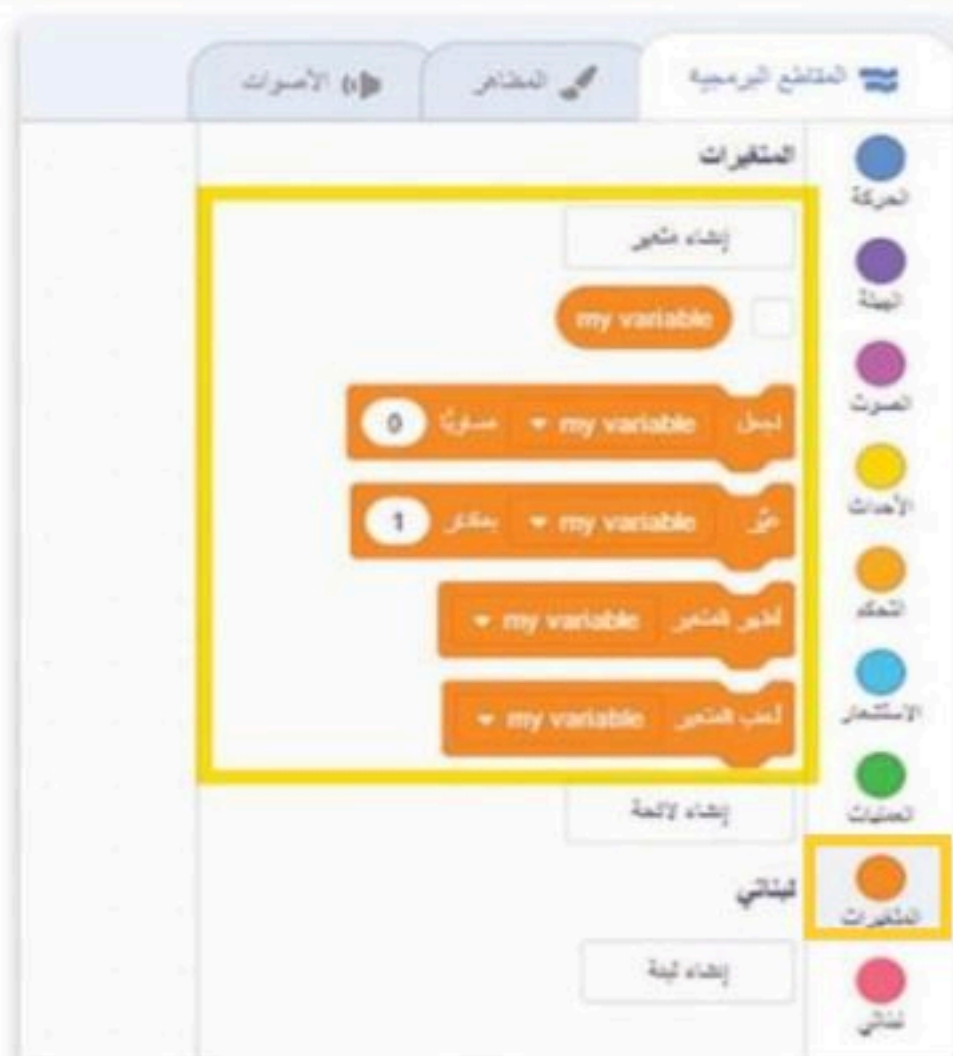 المقاطع البرمجية
المظاهر
الأصوات
الحركة
الهيئة
الصوت
الأحداث
التحكم
الاستشعار
العمليات
المتغيرات
لبناتي
المتغيرات
إنشاء متغير
my variable
اجعل my variable مساويًا 0
غيّر my variable بمقدار 1
أظهر المتغير my variable
أخف المتغير my variable
إنشاء لائحة
لبناتي
إنشاء لبنة